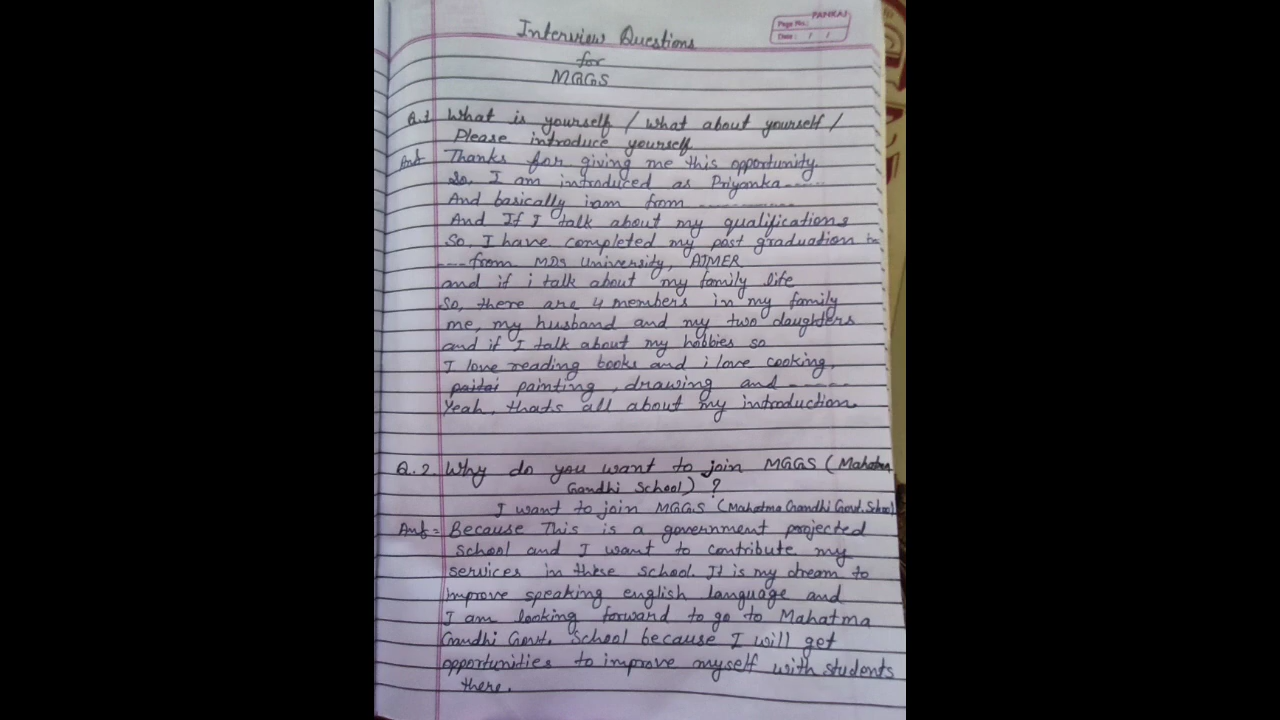 PANKAJ
Page No.:
Date: / /
Interview Questions
for
MGGS
Q.1 What is yourself / what about yourself /
Please introduce yourself.
Ans Thanks for giving me this opportunity.
So, I am introduced as Priyanka -----
And basically iam from ------------
And If I talk about my qualifications
So, I have completed my post graduation
---- from MDS University, AJMER
and if i talk about my family life
So, there are 4 members in my family
me, my husband and my two daughters
and if I talk about my hobbies so
I love reading books and i love cooking,
painting, drawing and ------
Yeah, thats all about my introduction.
Q.2 Why do you want to join MGGS (Mahatma
Gandhi School) ?
I want to join MGGS (Mahatma Ghandhi Govt. School
Ans = Because This is a government projected
school and I want to contribute my
services in these school. It is my dream to
improve speaking english language and
I am looking forward to go to Mahatma
Gandhi Govt. School because I will get
opportunities to improve myself with students
there.